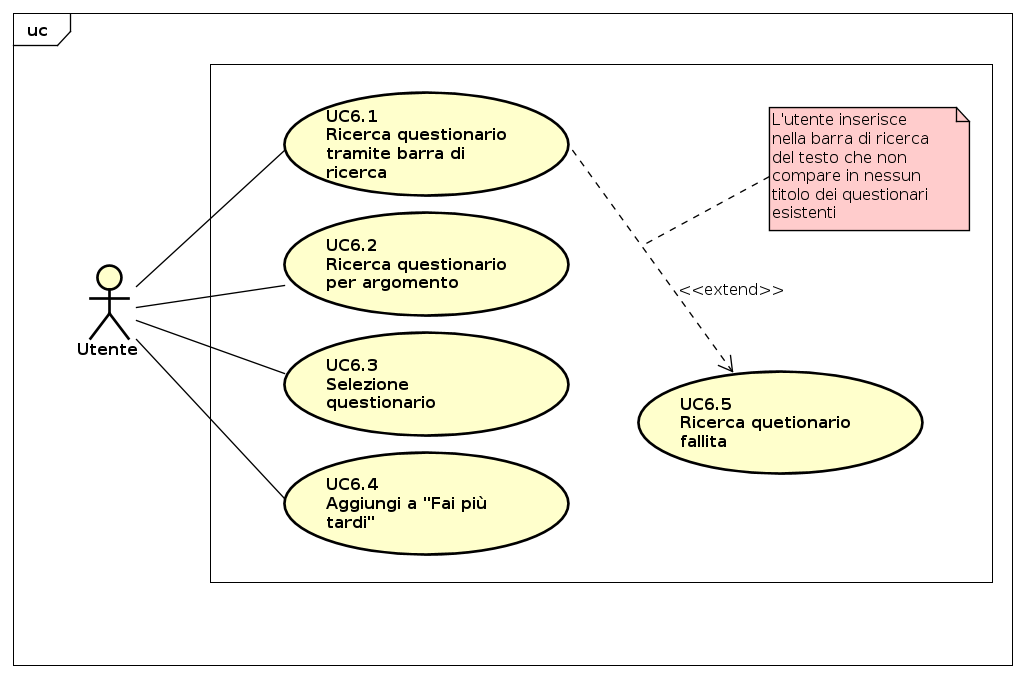 uc
UC6.1
Ricerca questionario
tramite barra di
ricerca
L'utente inserisce
nella barra di ricerca
del testo che non
compare in nessun
titolo dei questionari
esistenti
UC6.2
Ricerca questionario
per argomento
<<extend>>
Utente
UC6.3
Selezione
questionario
UC6.5
Ricerca quetionario
fallita
UC6.4
Aggiungi a "Fai più
tardi"